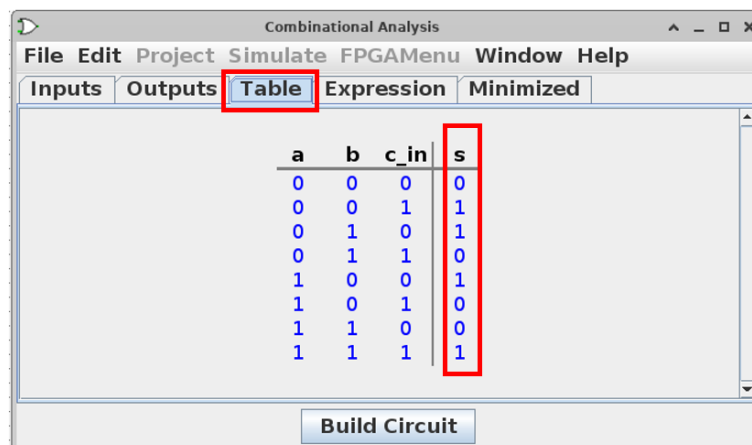 Combinational Analysis
File Edit Project Simulate FPGAMenu Window Help
Inputs Outputs Table Expression Minimized
a b c_in s
0 0 0 0
0 0 1 1
0 1 0 1
0 1 1 0
1 0 0 1
1 0 1 0
1 1 0 0
1 1 1 1
Build Circuit